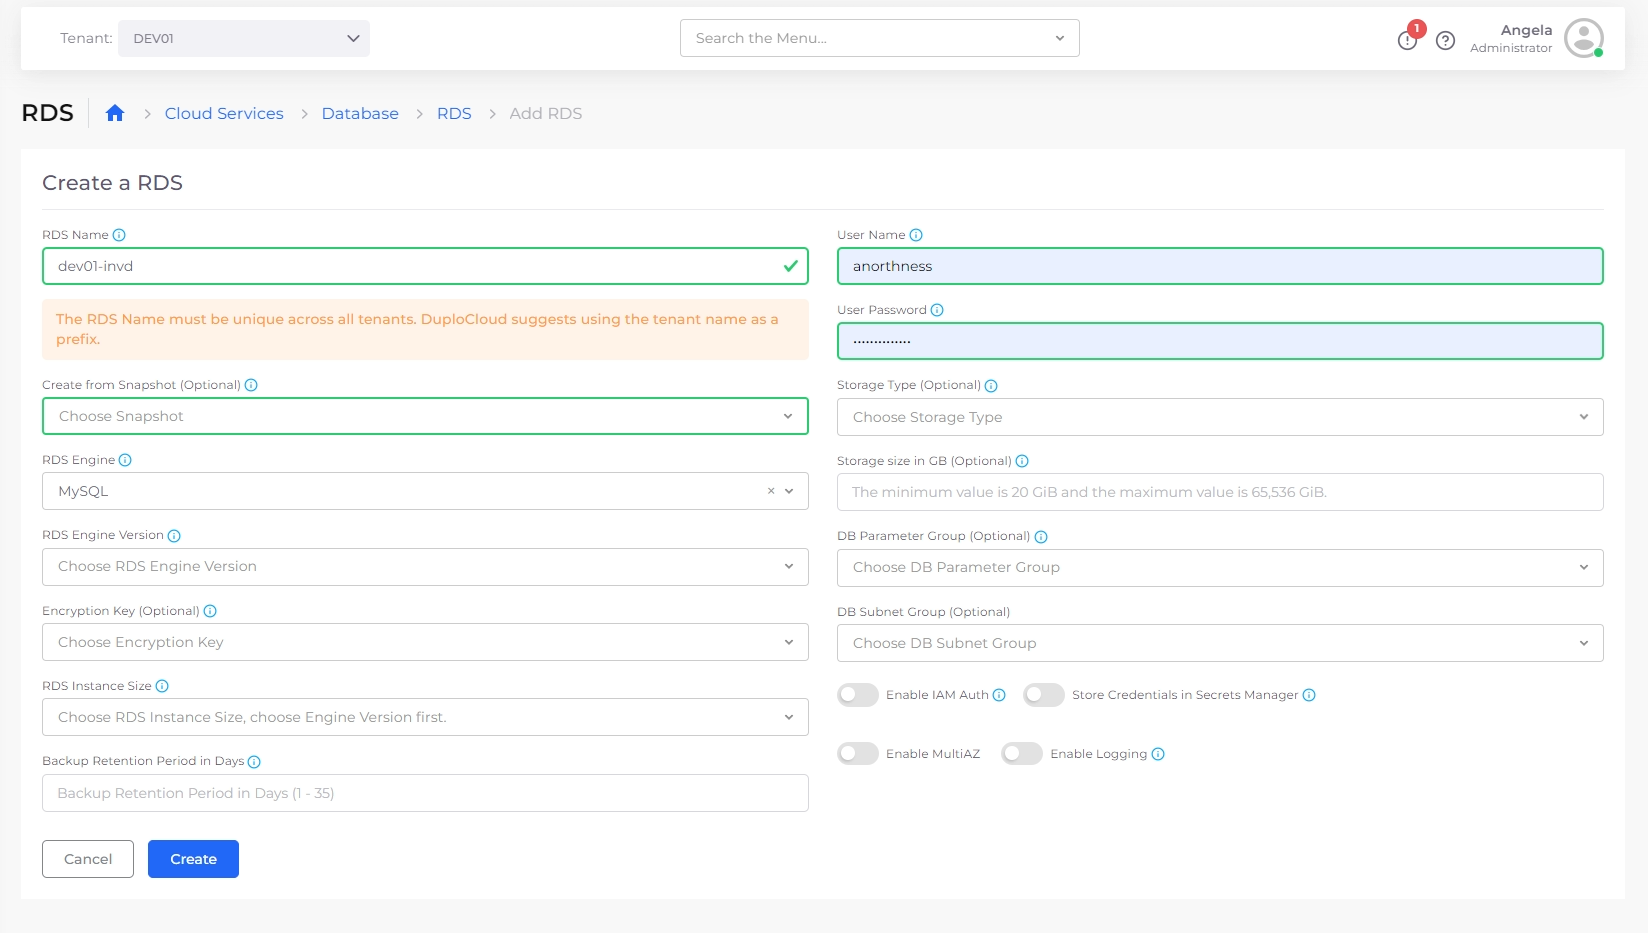 Tenant: DEV01
Search the Menu...
1
Angela
Administrator
RDS
Cloud Services > Database > RDS > Add RDS
Create a RDS
RDS Name
dev01-invd
The RDS Name must be unique across all tenants. DuploCloud suggests using the tenant name as a
prefix.
Create from Snapshot (Optional)
Choose Snapshot
RDS Engine
MySQL
RDS Engine Version
Choose RDS Engine Version
Encryption Key (Optional)
Choose Encryption Key
RDS Instance Size
Choose RDS Instance Size, choose Engine Version first.
Backup Retention Period in Days
Backup Retention Period in Days (1 - 35)
User Name
anorthness
User Password
··············
Storage Type (Optional)
Choose Storage Type
Storage size in GB (Optional)
The minimum value is 20 GiB and the maximum value is 65,536 GiB.
DB Parameter Group (Optional)
Choose DB Parameter Group
DB Subnet Group (Optional)
Choose DB Subnet Group
Enable IAM Auth
Store Credentials in Secrets Manager
Enable MultiAZ
Enable Logging
Cancel
Create